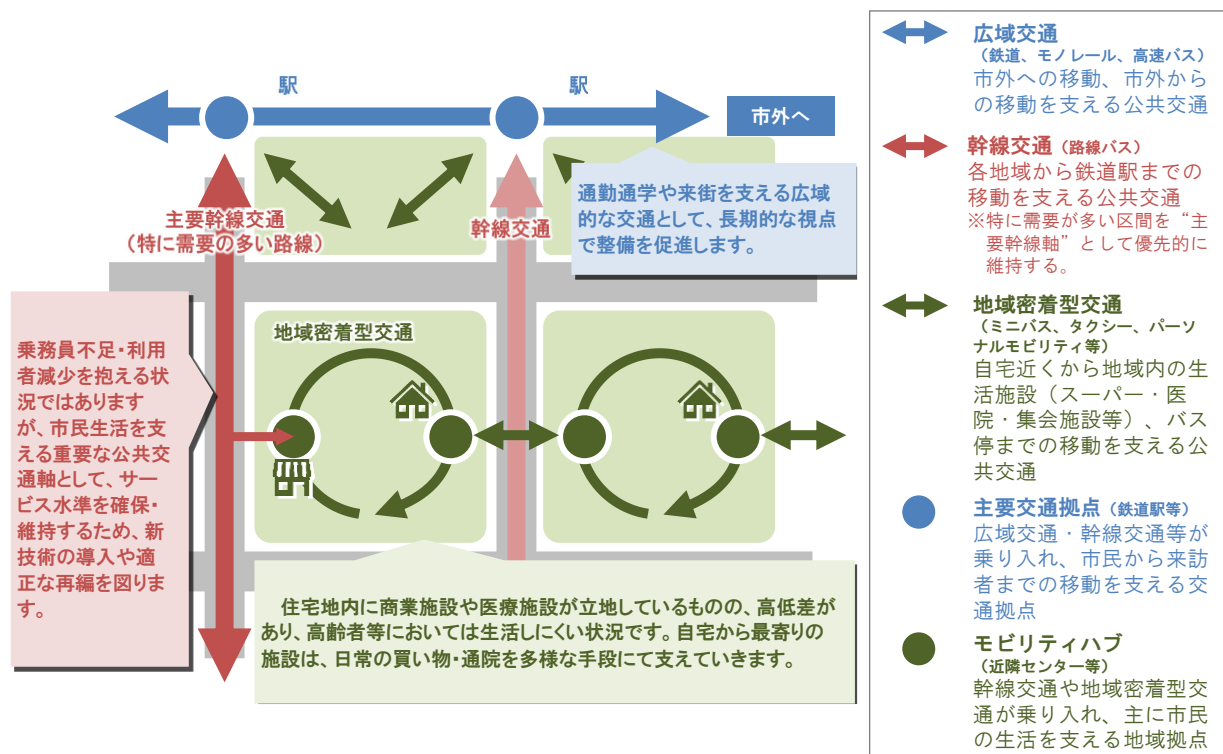 駅
駅
市外へ
主要幹線交通
（特に需要の多い路線）
幹線交通
通勤通学や来街を支える広域
的な交通として、長期的な視点
で整備を促進します。
乗務員不足・利用
者減少を抱える状
況ではあります
が、市民生活を支
える重要な公共交
通軸として、サー
ビス水準を確保・
維持するため、新
技術の導入や適
正な再編を図りま
す。
地域密着型交通
住宅地内に商業施設や医療施設が立地しているものの、高低差が
あり、高齢者等においては生活しにくい状況です。自宅から最寄りの
施設は、日常の買い物・通院を多様な手段にて支えていきます。
広域交通
（鉄道、モノレール、高速バス）
市外への移動、市外から
の移動を支える公共交通
幹線交通（路線バス）
各地域から鉄道駅までの
移動を支える公共交通
※特に需要が多い区間を“主
要幹線軸”として優先的に
維持する。
地域密着型交通
（ミニバス、タクシー、パーソ
ナルモビリティ等）
自宅近くから地域内の生
活施設（スーパー・医
院・集会施設等）、バス
停までの移動を支える公
共交通
主要交通拠点（鉄道駅等）
広域交通・幹線交通等が
乗り入れ、市民から来訪
者までの移動を支える交
通拠点
モビリティハブ
（近隣センター等）
幹線交通や地域密着型交
通が乗り入れ、主に市民
の生活を支える地域拠点